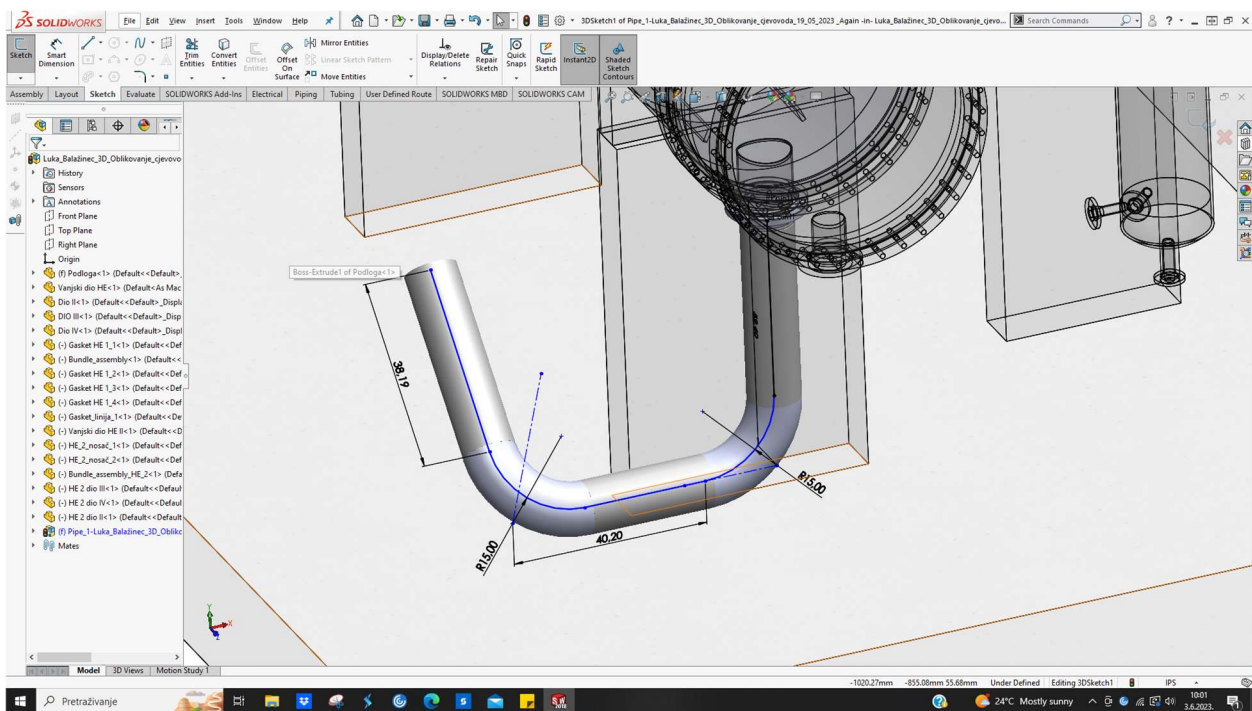 SOLIDWORKS File Edit View Insert Tools Window Help
3DSketch1 of Pipe_1-Luka_Balažinec_3D_Oblikovanje_cjevovoda_19_05_2023 _Again -in- Luka_Balažinec_3D_Oblikovanje_cjevo...
Search Commands
Sketch
Smart Dimension
Trim Entities
Convert Entities
Offset Entities
Offset On Surface
Mirror Entities
Linear Sketch Pattern
Move Entities
Display/Delete Relations
Repair Sketch
Quick Snaps
Rapid Sketch
Instant2D
Shaded Sketch Contours
Assembly Layout Sketch Evaluate SOLIDWORKS Add-Ins Electrical Piping Tubing User Defined Route SOLIDWORKS MBD SOLIDWORKS CAM
Luka_Balažinec_3D_Oblikovanje_cjevovo
History
Sensors
Annotations
Front Plane
Top Plane
Right Plane
Origin
(f) Podloga<1> (Default<<Default>_
Vanjski dio HE<1> (Default<As Mac
Dio II<1> (Default<<Default>_Displa
DIO III<1> (Default<<Default>_Disp
Dio IV<1> (Default<<Default>_Displ
(-) Gasket HE 1_1<1> (Default<<Def
(-) Bundle_assembly<1> (Default<<
(-) Gasket HE 1_2<1> (Default<<Def
(-) Gasket HE 1_3<1> (Default<<Def
(-) Gasket HE 1_4<1> (Default<<Def
(-) Gasket_linija_1<1> (Default<<De
(-) Vanjski dio HE II<1> (Default<<D
(-) HE_2_nosač_1<1> (Default<<Def
(-) HE_2_nosač_2<1> (Default<<Def
(-) Bundle_assembly_HE_2<1> (Defa
(-) HE 2 dio III<1> (Default<<Defaul
(-) HE 2 dio IV<1> (Default<<Defaul
(-) HE 2 dio II<1> (Default<<Default
(f) Pipe_1-Luka_Balažinec_3D_Oblikc
Mates
Boss-Extrude1 of Podloga<1>
38,19
R15,00
40,20
R15,00
Y
X
Z
Model 3D Views Motion Study 1
-1020.27mm -855.08mm 55.68mm Under Defined Editing 3DSketch1 IPS
Pretraživanje
24°C Mostly sunny
10:01
3.6.2023.